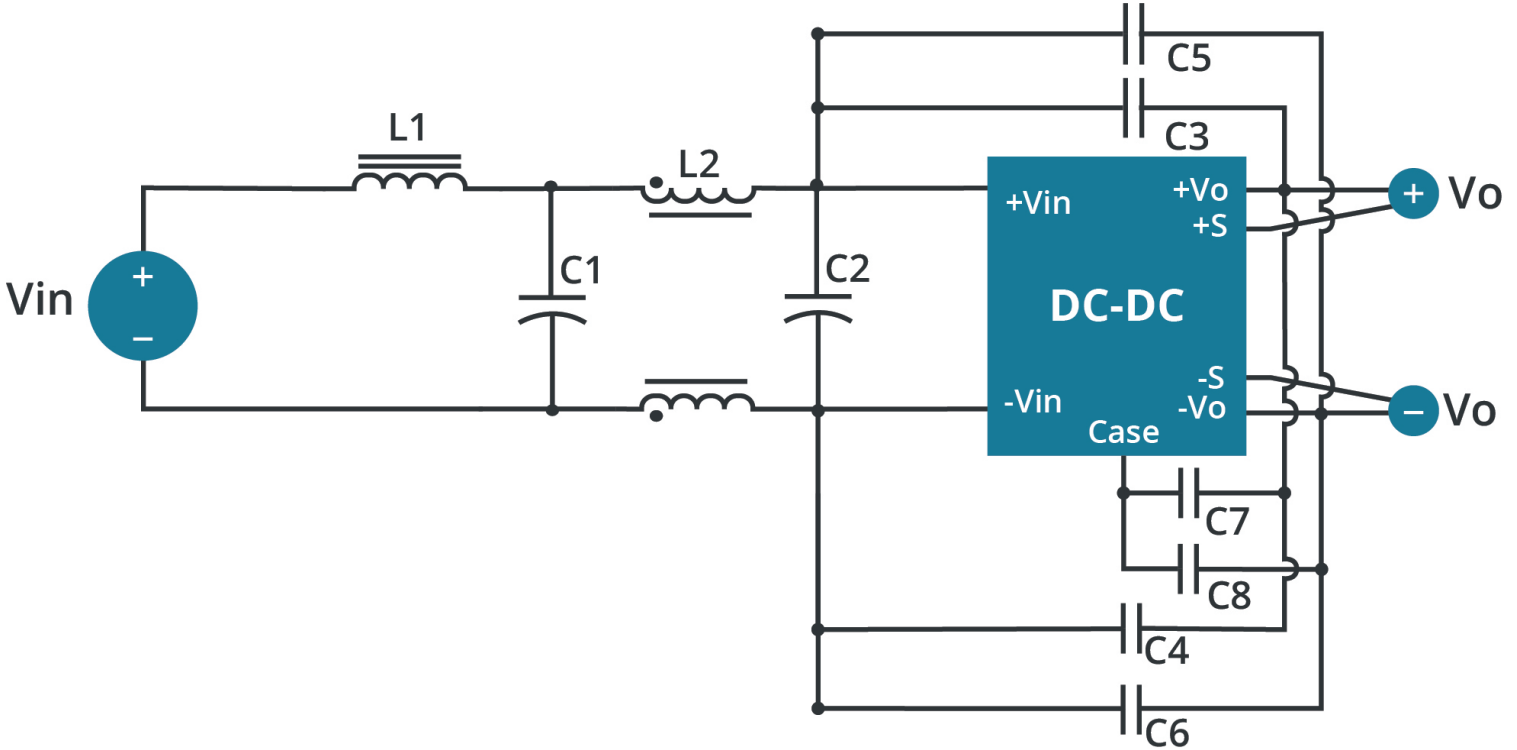 C5
C3
L1
L2
+Vin
+Vo
+S
+ Vo
C1
C2
Vin
+
−
DC-DC
-S
-Vin
-Vo
− Vo
Case
C7
C8
C4
C6